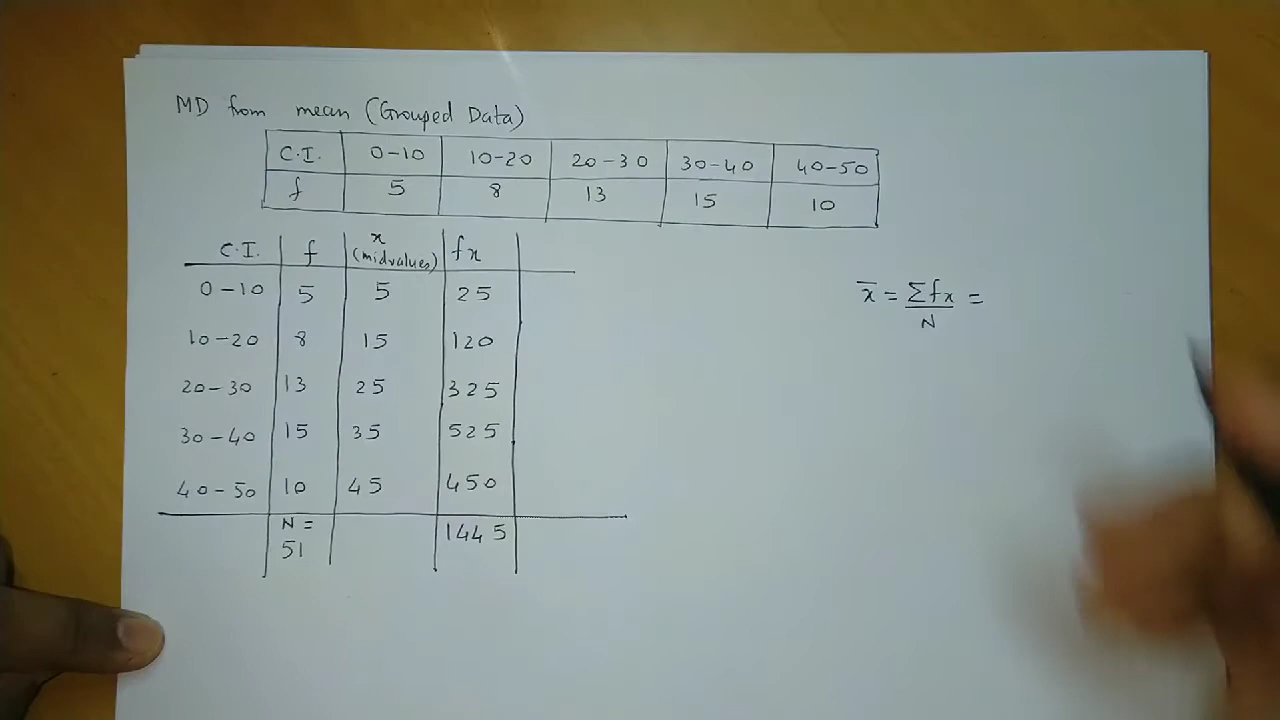 MD from mean (Grouped Data)
C.I. 0-10 10-20 20-30 30-40 40-50
f 5 8 13 15 10
C.I. f x (midvalues) fx
0-10 5 5 25
10-20 8 15 120
20-30 13 25 325
30-40 15 35 525
40-50 10 45 450
N = 51 1445
x̄ = Σfx/N =